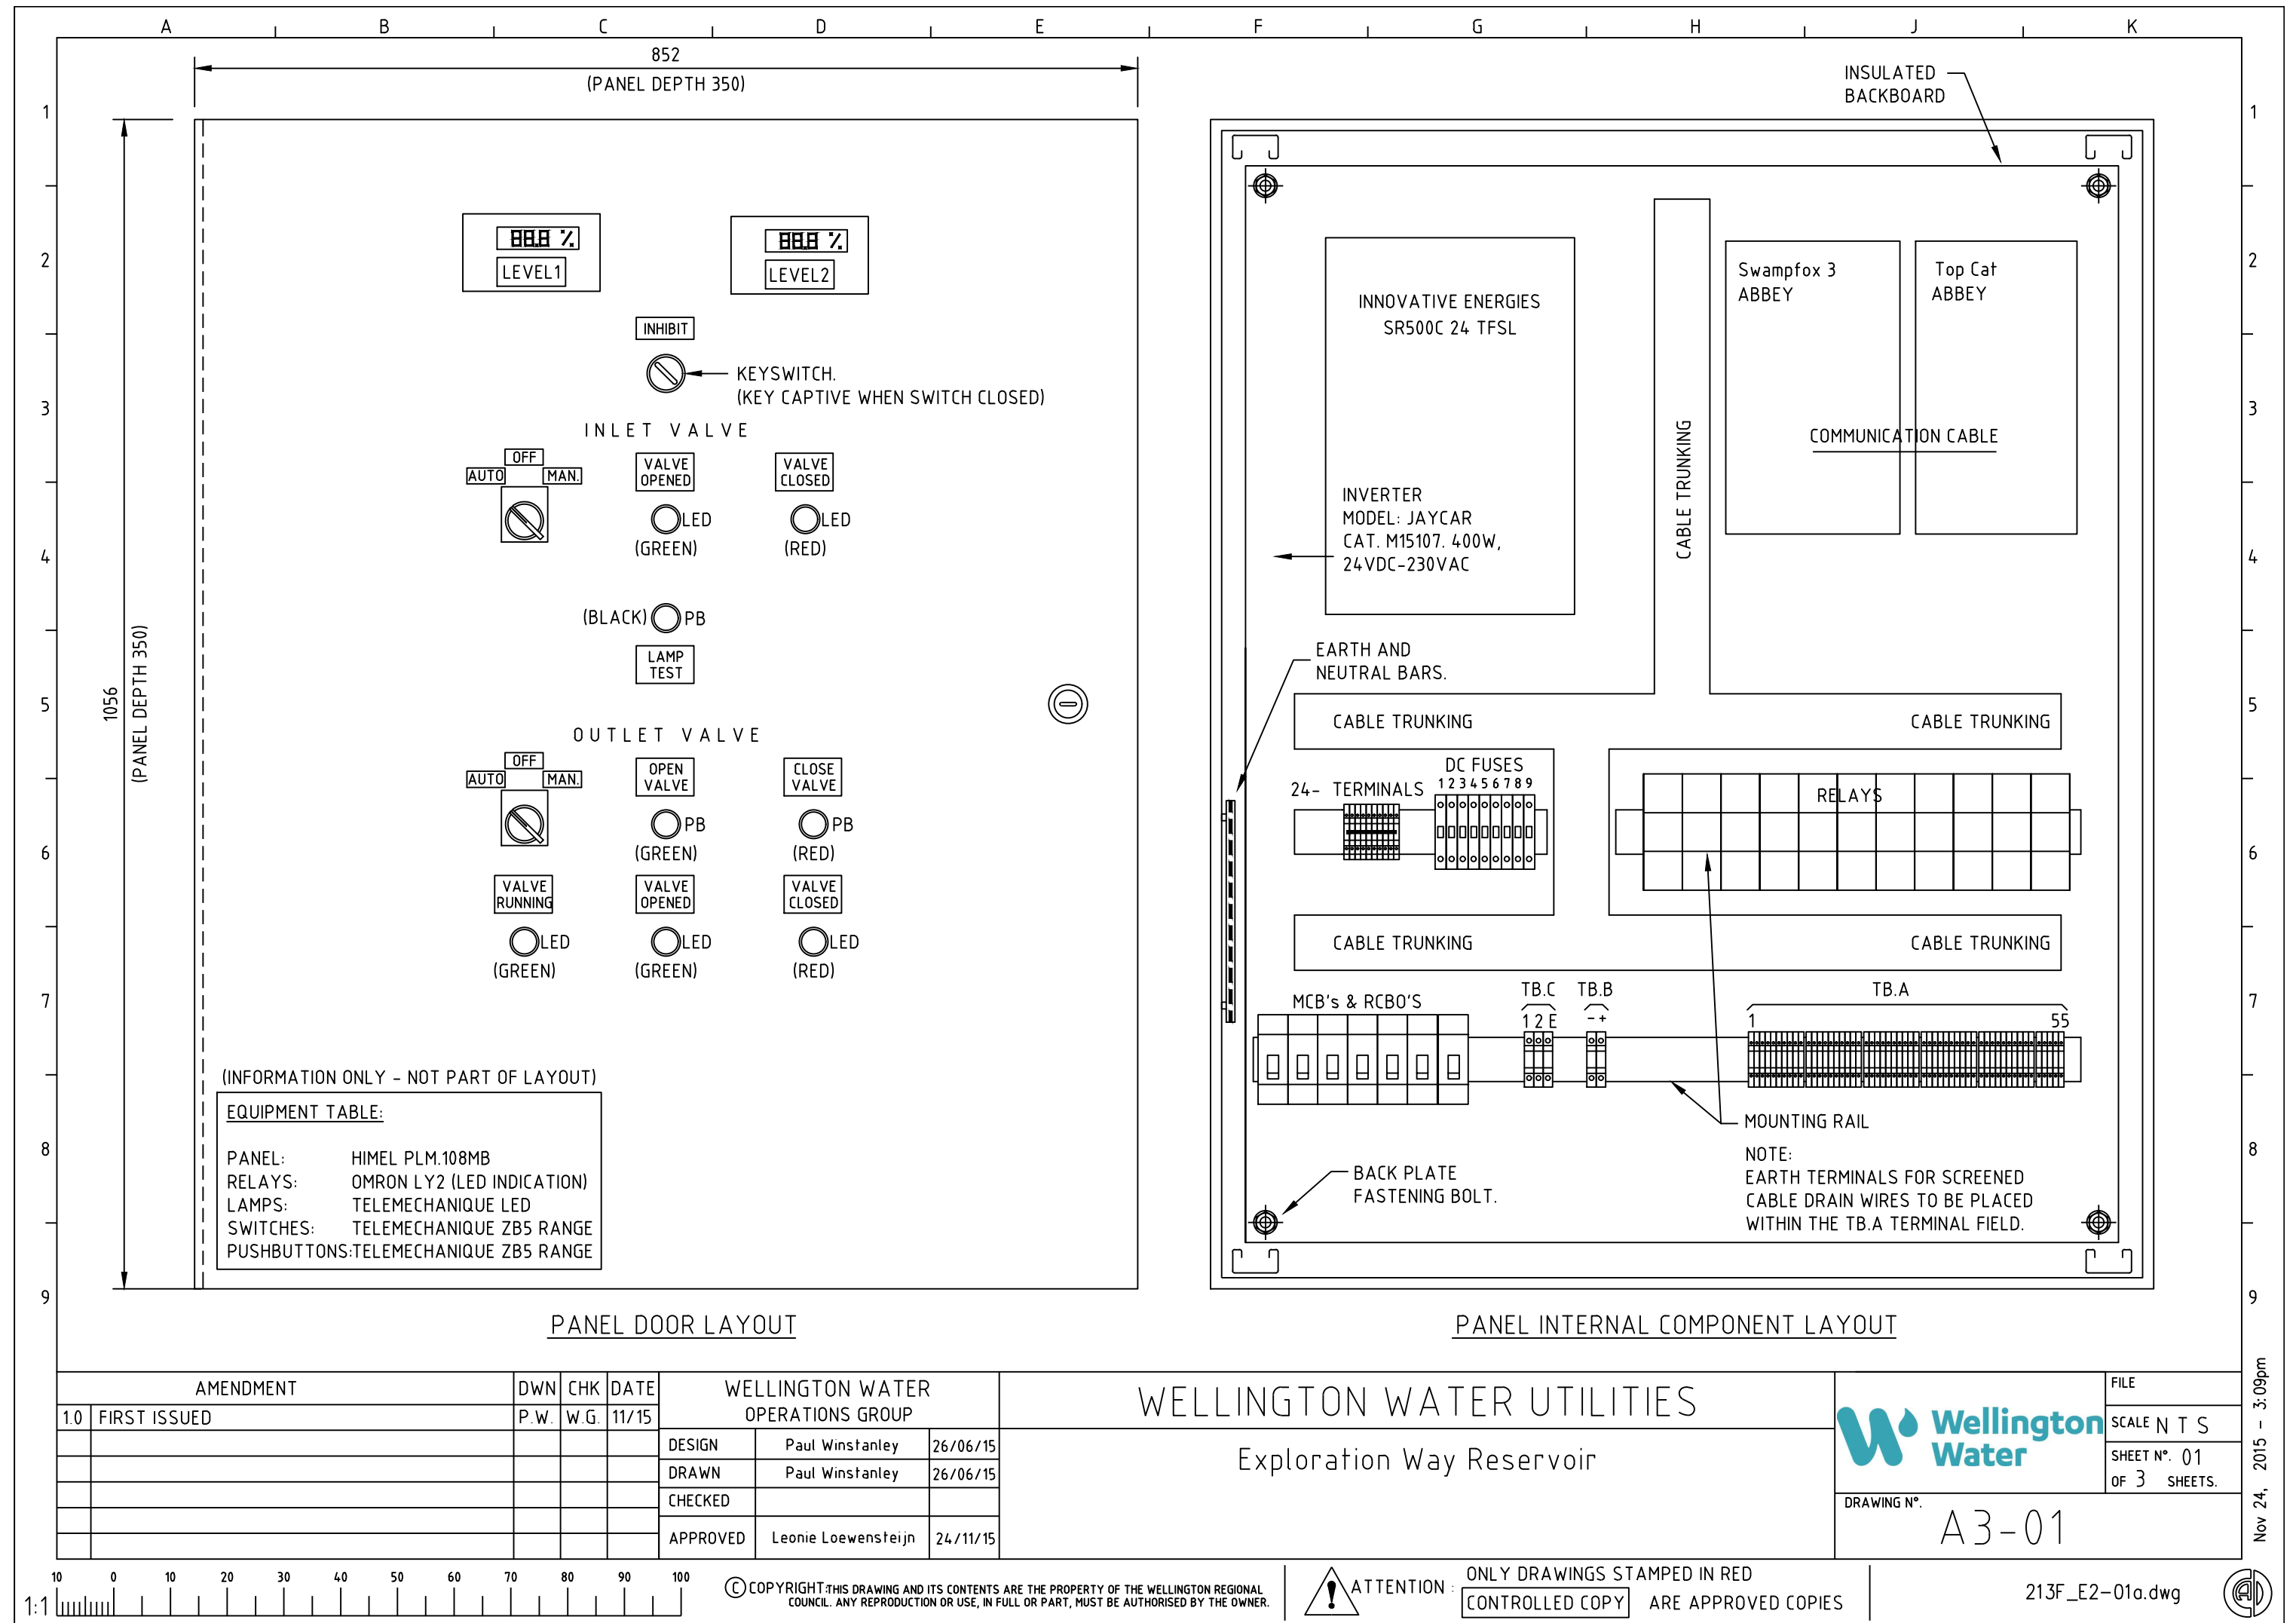 A B C D E F G H J K
1 2 3 4 5 6 7 8 9
852
(PANEL DEPTH 350)
1056
(PANEL DEPTH 350)
88.8 %
LEVEL1
88.8 %
LEVEL2
INHIBIT
KEYSWITCH.
(KEY CAPTIVE WHEN SWITCH CLOSED)
INLET VALVE
OFF
AUTO
MAN.
VALVE
OPENED
LED
(GREEN)
VALVE
CLOSED
LED
(RED)
(BLACK)
PB
LAMP
TEST
OUTLET VALVE
OFF
AUTO
MAN.
OPEN
VALVE
PB
(GREEN)
CLOSE
VALVE
PB
(RED)
VALVE
RUNNING
LED
(GREEN)
VALVE
OPENED
LED
(GREEN)
VALVE
CLOSED
LED
(RED)
(INFORMATION ONLY - NOT PART OF LAYOUT)
EQUIPMENT TABLE:
PANEL: HIMEL PLM.108MB
RELAYS: OMRON LY2 (LED INDICATION)
LAMPS: TELEMECHANIQUE LED
SWITCHES: TELEMECHANIQUE ZB5 RANGE
PUSHBUTTONS: TELEMECHANIQUE ZB5 RANGE
PANEL DOOR LAYOUT
INSULATED
BACKBOARD
INNOVATIVE ENERGIES
SR500C 24 TFSL
INVERTER
MODEL: JAYCAR
CAT. M15107. 400W,
24VDC-230VAC
CABLE TRUNKING
Swampfox 3
ABBEY
Top Cat
ABBEY
COMMUNICATION CABLE
EARTH AND
NEUTRAL BARS.
CABLE TRUNKING
CABLE TRUNKING
24- TERMINALS
DC FUSES
1 2 3 4 5 6 7 8 9
RELAYS
CABLE TRUNKING
CABLE TRUNKING
MCB's & RCBO'S
TB.C
1 2 E
TB.B
- +
TB.A
1
55
MOUNTING RAIL
BACK PLATE
FASTENING BOLT.
NOTE:
EARTH TERMINALS FOR SCREENED
CABLE DRAIN WIRES TO BE PLACED
WITHIN THE TB.A TERMINAL FIELD.
PANEL INTERNAL COMPONENT LAYOUT
1 2 3 4 5 6 7 8 9
AMENDMENT DWN CHK DATE
1.0 FIRST ISSUED P.W. W.G. 11/15
WELLINGTON WATER
OPERATIONS GROUP
DESIGN Paul Winstanley 26/06/15
DRAWN Paul Winstanley 26/06/15
CHECKED
APPROVED Leonie Loewensteijn 24/11/15
WELLINGTON WATER UTILITIES
Exploration Way Reservoir
Wellington
Water
FILE
SCALE N T S
SHEET Nº. 01
OF 3 SHEETS.
DRAWING Nº.
A3-01
Nov 24, 2015 - 3:09pm
1:1
10 0 10 20 30 40 50 60 70 80 90 100
© COPYRIGHT: THIS DRAWING AND ITS CONTENTS ARE THE PROPERTY OF THE WELLINGTON REGIONAL
COUNCIL. ANY REPRODUCTION OR USE, IN FULL OR PART, MUST BE AUTHORISED BY THE OWNER.
ATTENTION :
ONLY DRAWINGS STAMPED IN RED
CONTROLLED COPY ARE APPROVED COPIES
213F_E2-01a.dwg